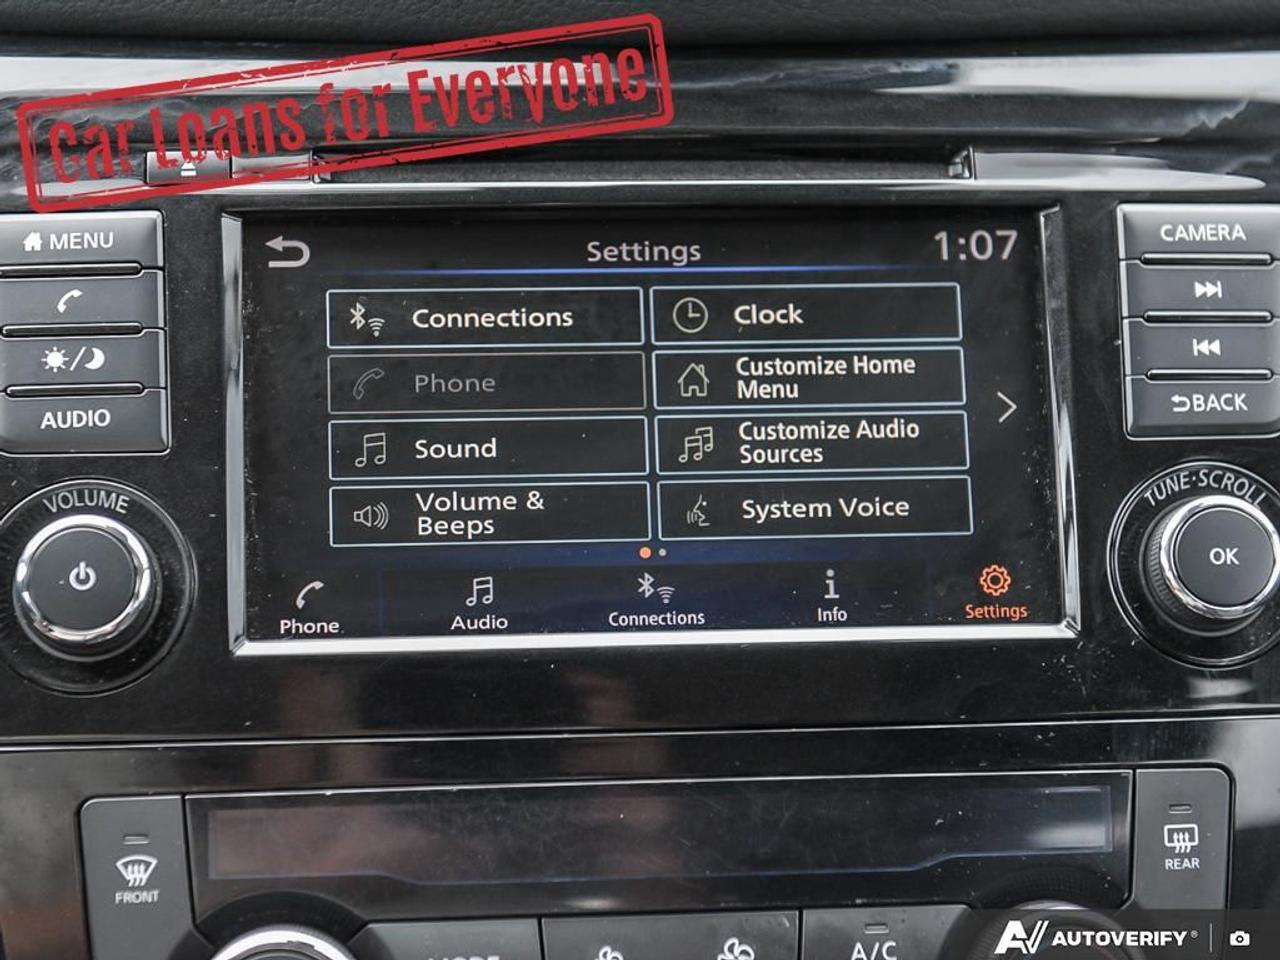 Car Loans for Everyone
MENU
AUDIO
VOLUME
Settings
1:07
Connections
Clock
Phone
Customize Home
Menu
Sound
Customize Audio
Sources
Volume &
Beeps
System Voice
Phone
Audio
Connections
i
Info
Settings
CAMERA
BACK
TUNE·SCROLL
OK
FRONT
REAR
MODE
A/C
AUTOVERIFY®